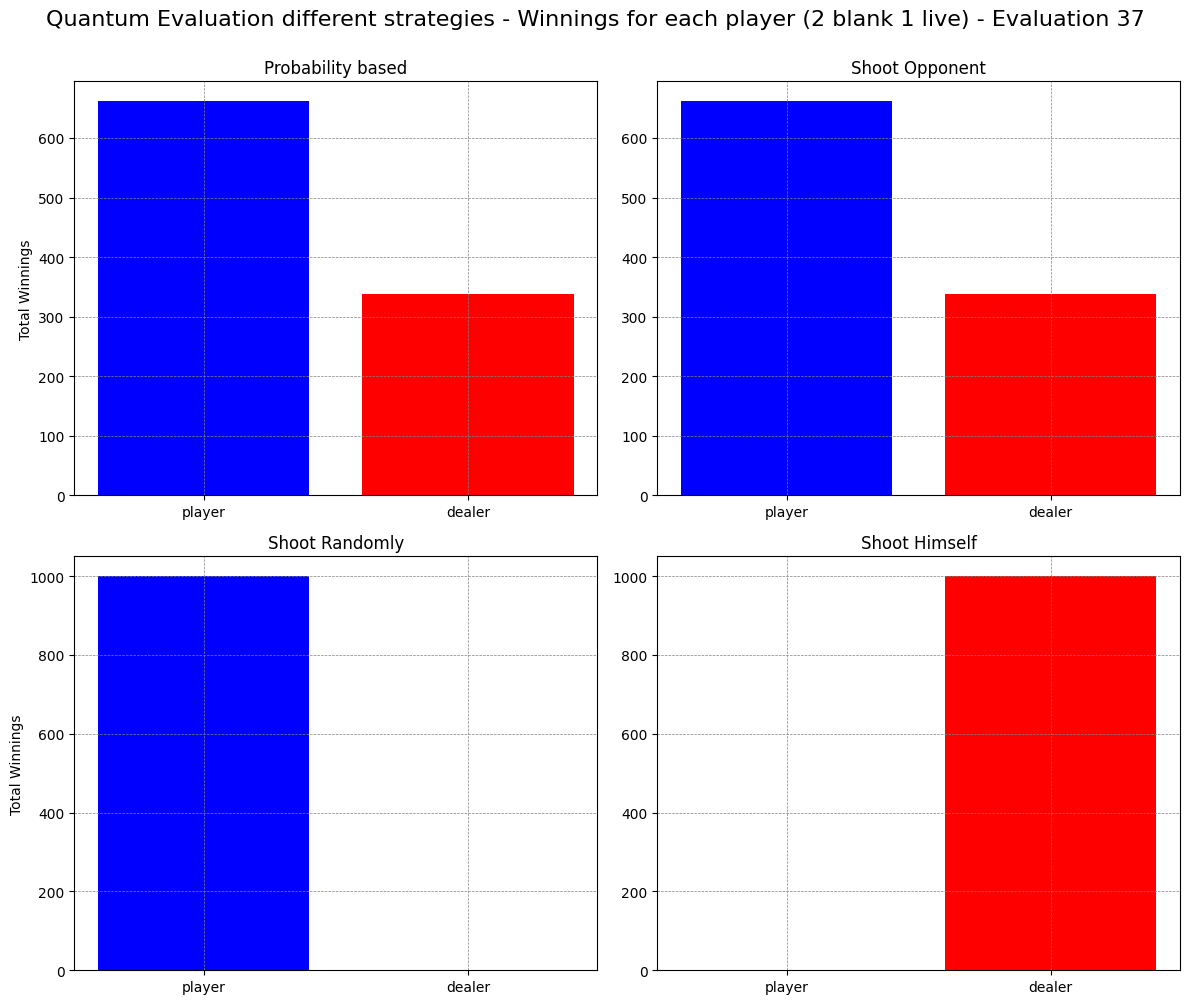 Quantum Evaluation different strategies - Winnings for each player (2 blank 1 live) - Evaluation 37
Probability based
Total Winnings
600
500
400
300
200
100
0
player dealer
Shoot Opponent
600
500
400
300
200
100
0
player dealer
Shoot Randomly
Total Winnings
1000
800
600
400
200
0
player dealer
Shoot Himself
1000
800
600
400
200
0
player dealer